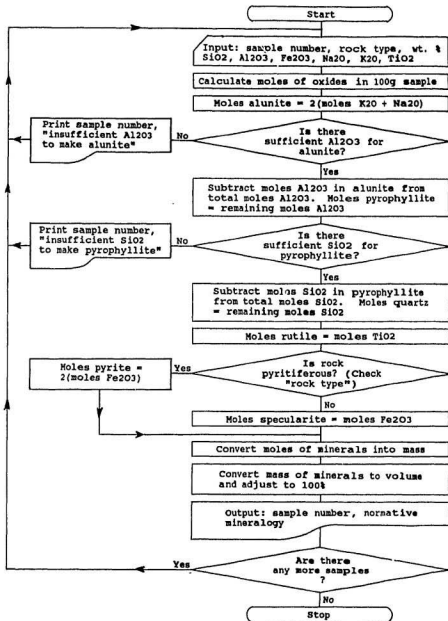 Start
Input: sample number, rock type, wt. %
SiO2, Al2O3, Fe2O3, Na2O, K2O, TiO2
Calculate moles of oxides in 100g sample
Moles alunite = 2(moles K2O + Na2O)
Print sample number,
"insufficient Al2O3
to make alunite"
No
Is there
sufficient Al2O3 for
alunite?
Yes
Subtract moles Al2O3 in alunite from
total moles Al2O3. Moles pyrophyllite
= remaining moles Al2O3
Print sample number,
"insufficient SiO2
to make pyrophyllite"
No
Is there
sufficient SiO2 for
pyrophyllite?
Yes
Subtract moles SiO2 in pyrophyllite
from total moles SiO2. Moles quartz
= remaining moles SiO2
Moles rutile = moles TiO2
Moles pyrite =
2(moles Fe2O3)
Yes
Is rock
pyritiferous? (Check
"rock type")
No
Moles specularite = moles Fe2O3
Convert moles of minerals into mass
Convert mass of minerals to volume
and adjust to 100%
Output: sample number, normative
mineralogy
Yes
Are there
any more samples
?
No
Stop